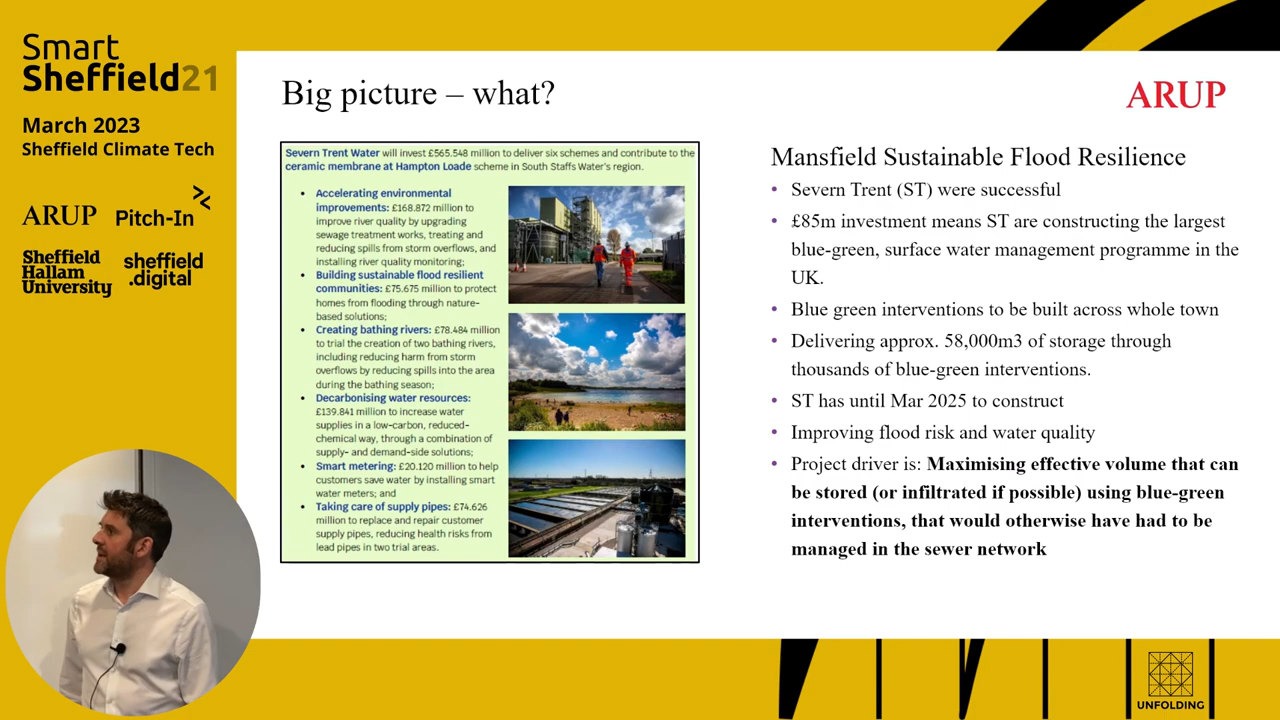 Smart
Sheffield21
March 2023
Sheffield Climate Tech
ARUP
Pitch-In
Sheffield
Hallam
University
sheffield
.digital
Big picture – what?
ARUP
Severn Trent Water will invest £565.548 million to deliver six schemes and contribute to the
ceramic membrane at Hampton Loade scheme in South Staffs Water's region.
• Accelerating environmental
improvements: £168.872 million to
improve river quality by upgrading
sewage treatment works, treating and
reducing spills from storm overflows, and
installing river quality monitoring;
• Building sustainable flood resilient
communities: £75.675 million to protect
homes from flooding through nature-
based solutions;
• Creating bathing rivers: £78.484 million
to trial the creation of two bathing rivers,
including reducing harm from storm
overflows by reducing spills into the area
during the bathing season;
• Decarbonising water resources:
£139.841 million to increase water
supplies in a low-carbon, reduced-
chemical way, through a combination of
supply- and demand-side solutions;
• Smart metering: £20.120 million to help
customers save water by installing smart
water meters; and
• Taking care of supply pipes: £74.626
million to replace and repair customer
supply pipes, reducing health risks from
lead pipes in two trial areas.
Mansfield Sustainable Flood Resilience
• Severn Trent (ST) were successful
• £85m investment means ST are constructing the largest
blue-green, surface water management programme in the
UK.
• Blue green interventions to be built across whole town
• Delivering approx. 58,000m3 of storage through
thousands of blue-green interventions.
• ST has until Mar 2025 to construct
• Improving flood risk and water quality
• Project driver is: Maximising effective volume that can
be stored (or infiltrated if possible) using blue-green
interventions, that would otherwise have had to be
managed in the sewer network
UNFOLDING